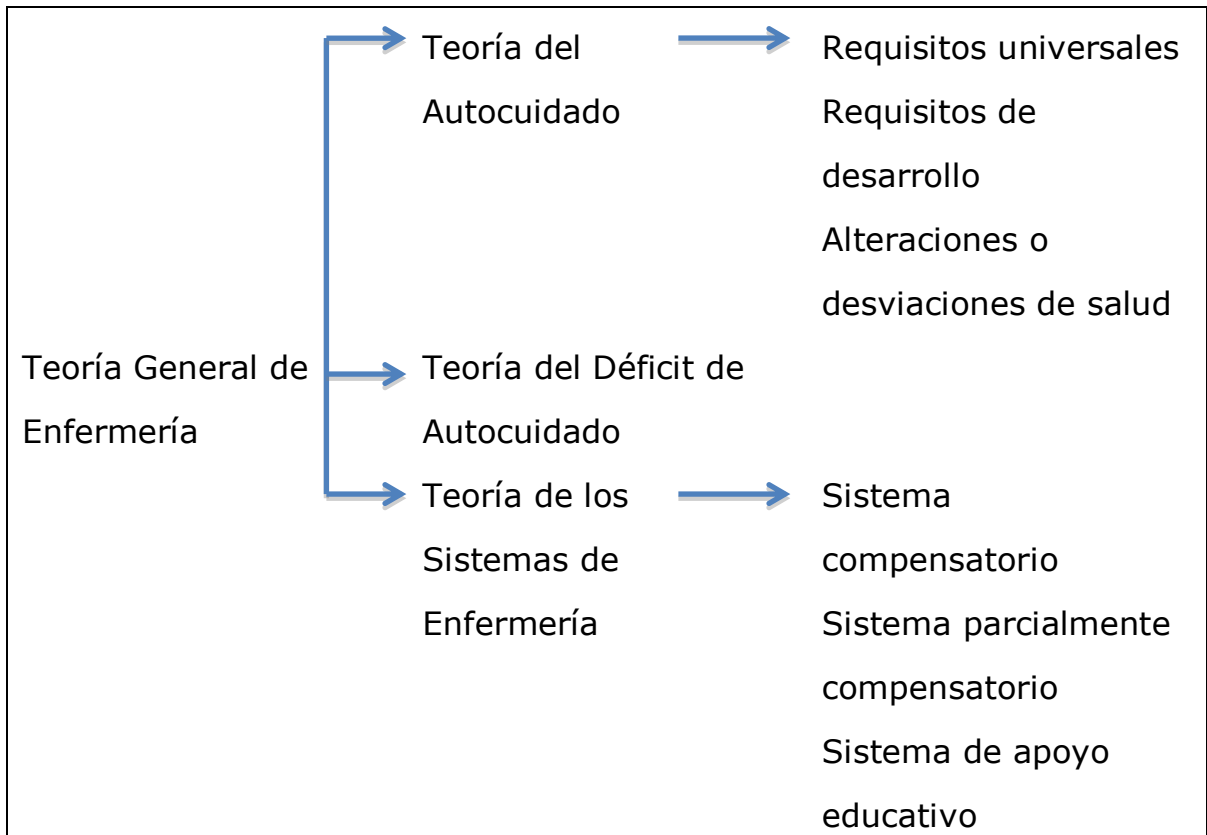 Teoría del
Autocuidado
Requisitos universales
Requisitos de
desarrollo
Alteraciones o
desviaciones de salud
Teoría General de
Enfermería
Teoría del Déficit de
Autocuidado
Teoría de los
Sistemas de
Enfermería
Sistema
compensatorio
Sistema parcialmente
compensatorio
Sistema de apoyo
educativo